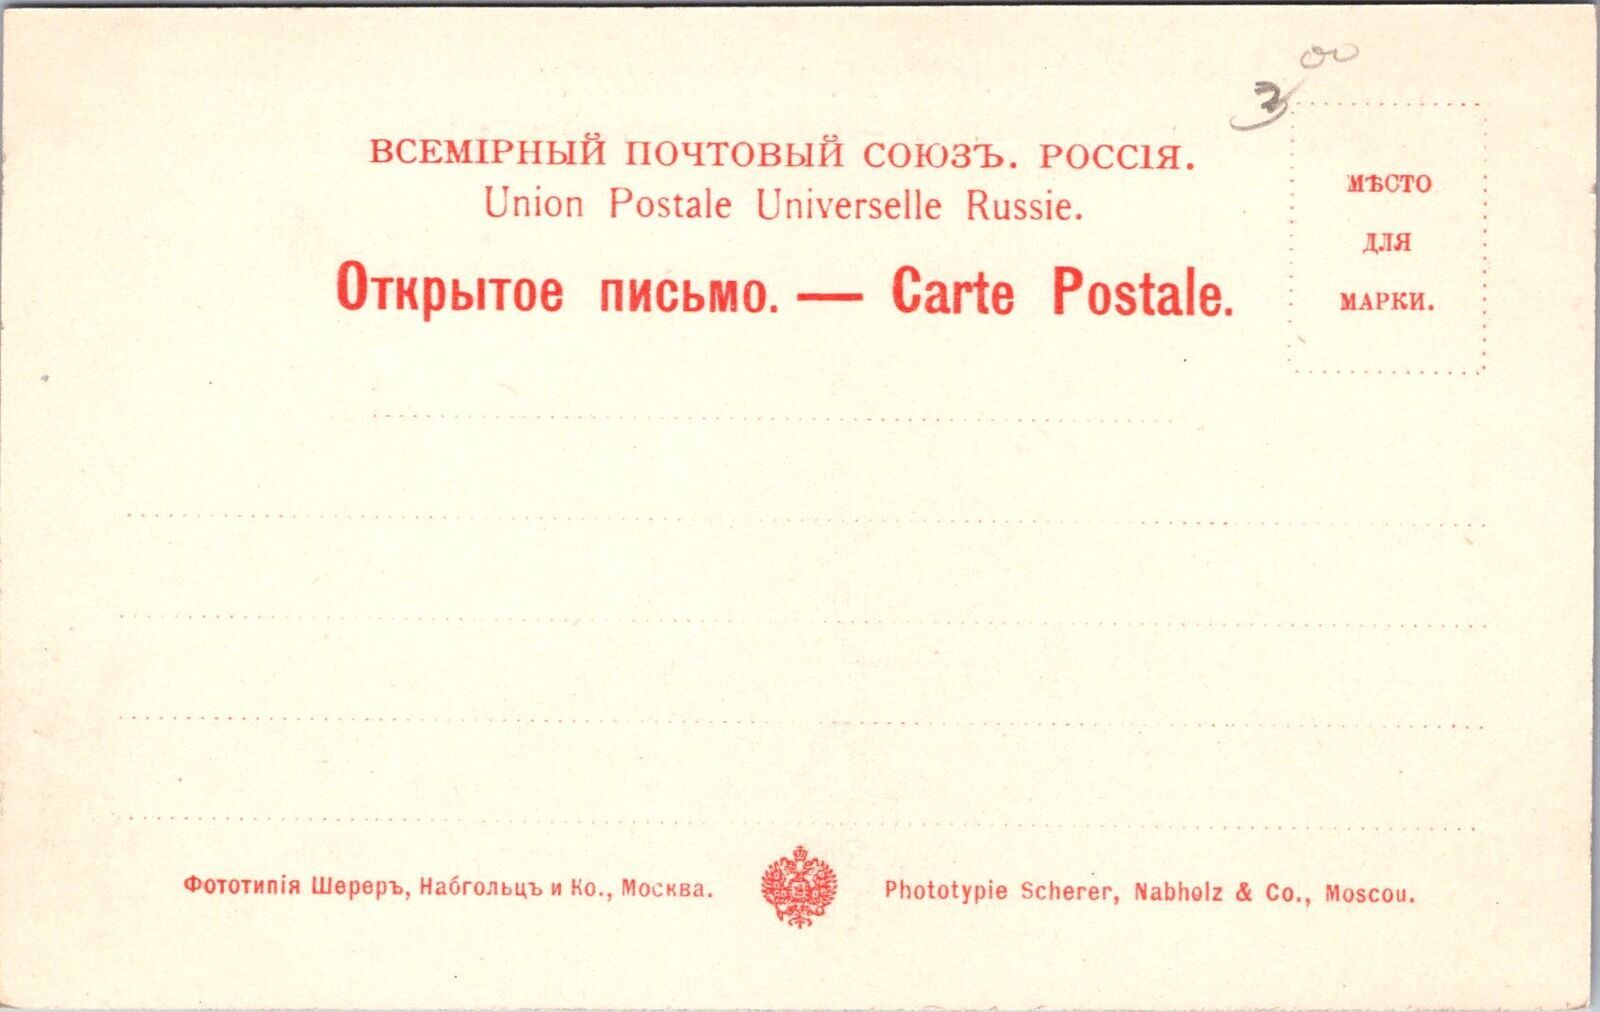 3 00
ВСЕМІРНЫЙ ПОЧТОВЫЙ СОЮЗЪ. РОССІЯ.
Union Postale Universelle Russie.
Открытое письмо. — Carte Postale.
МѢСТО
ДЛЯ
МАРКИ.
Фототипія Шереръ, Набгольцъ и Ко., Москва.
Phototypie Scherer, Nabholz & Co., Moscou.